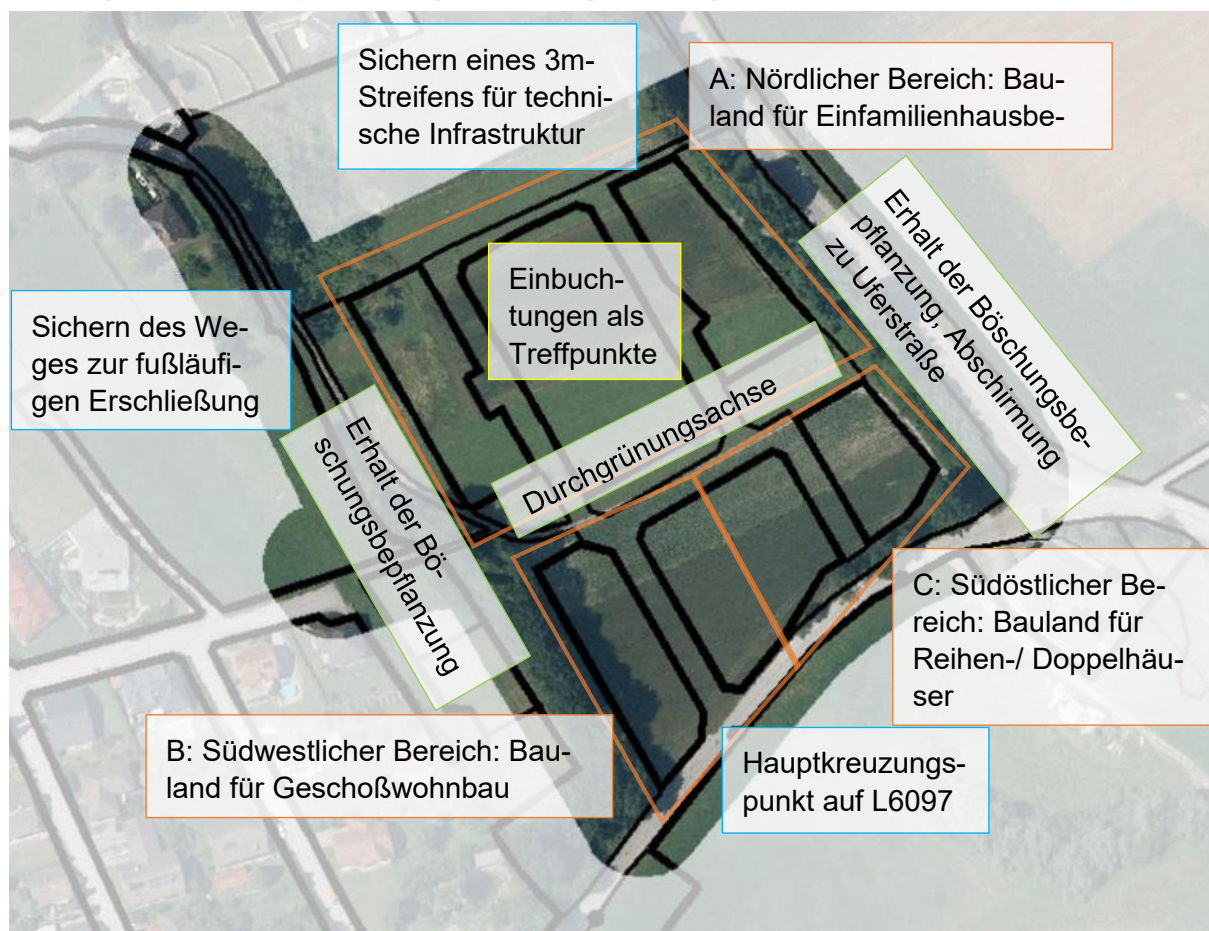 Sichern eines 3m-
Streifens für techni-
sche Infrastruktur
A: Nördlicher Bereich: Bau-
land für Einfamilienhausbe-
Erhalt der Böschungsbe-
pflanzung, Abschirmung
zu Uferstraße
Einbuch-
tungen als
Treffpunkte
Sichern des We-
ges zur fußläufi-
gen Erschließung
Durchgrünungsachse
Erhalt der Bö-
schungsbepflanzung
C: Südöstlicher Be-
reich: Bauland für
Reihen-/ Doppelhäu-
ser
B: Südwestlicher Bereich: Bau-
land für Geschoßwohnbau
Hauptkreuzungs-
punkt auf L6097